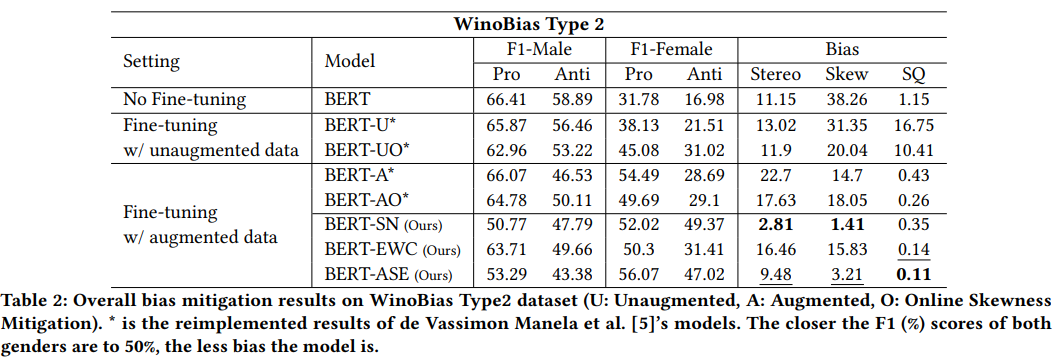 WinoBias Type 2
Setting Model F1-Male F1-Female Bias
Pro Anti Pro Anti Stereo Skew SQ
No Fine-tuning BERT 66.41 58.89 31.78 16.98 11.15 38.26 1.15
Fine-tuning BERT-U* 65.87 56.46 38.13 21.51 13.02 31.35 16.75
w/ unaugmented data BERT-UO* 62.96 53.22 45.08 31.02 11.9 20.04 10.41
Fine-tuning
w/ augmented data
BERT-A* 66.07 46.53 54.49 28.69 22.7 14.7 0.43
BERT-AO* 64.78 50.11 49.69 29.1 17.63 18.05 0.26
BERT-SN (Ours) 50.77 47.79 52.02 49.37 2.81 1.41 0.35
BERT-EWC (Ours) 63.71 49.66 50.3 31.41 16.46 15.83 0.14
BERT-ASE (Ours) 53.29 43.38 56.07 47.02 9.48 3.21 0.11
Table 2: Overall bias mitigation results on WinoBias Type2 dataset (U: Unaugmented, A: Augmented, O: Online Skewness
Mitigation). * is the reimplemented results of de Vassimon Manela et al. [5]'s models. The closer the F1 (%) scores of both
genders are to 50%, the less bias the model is.